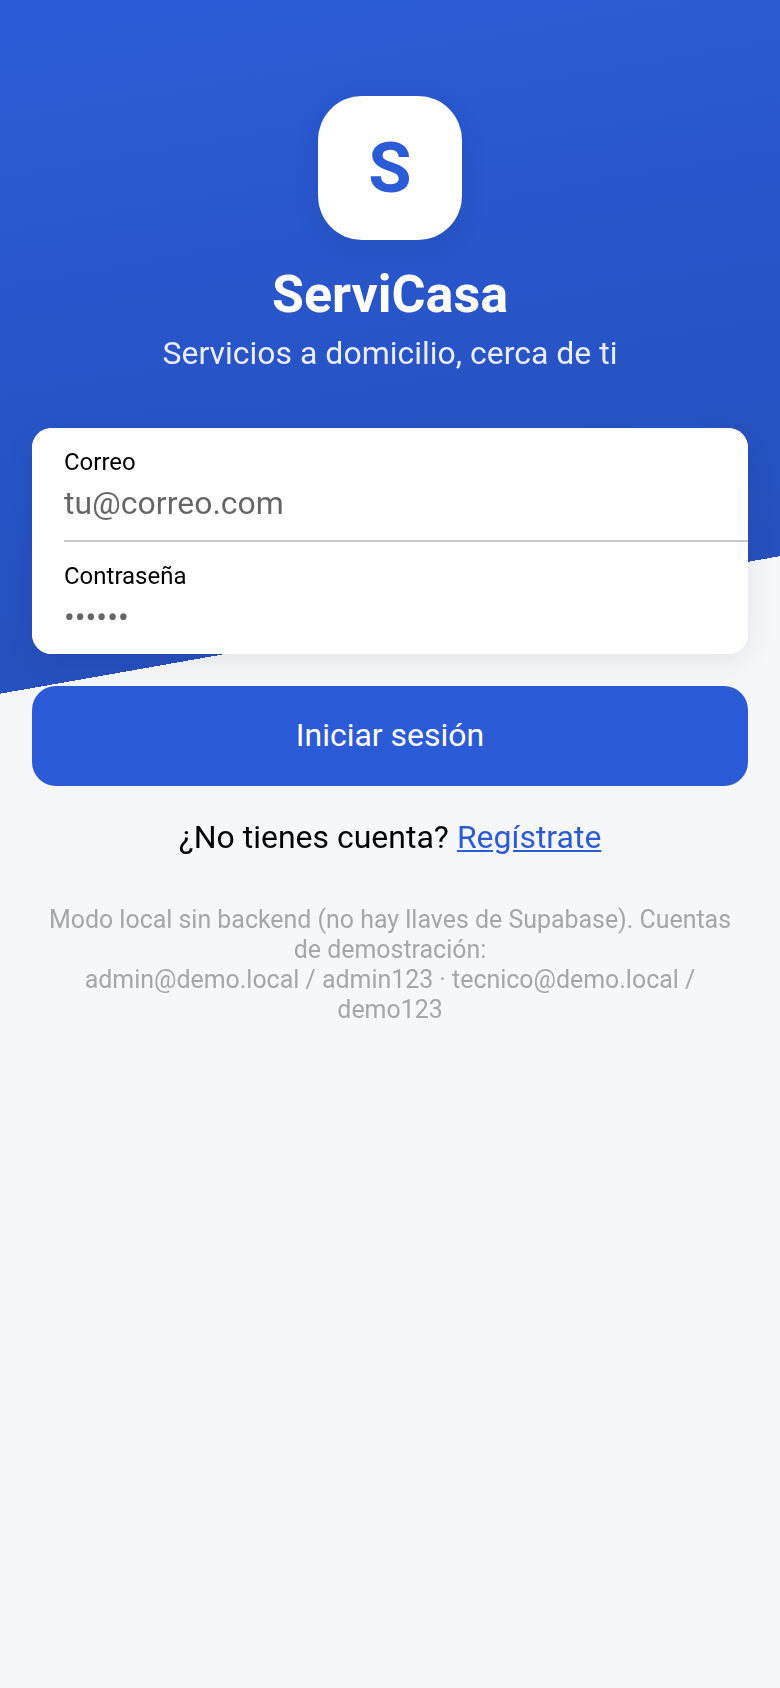 S
ServiCasa
Servicios a domicilio, cerca de ti
Correo
tu@correo.com
Contraseña
••••••
Iniciar sesión
¿No tienes cuenta? Regístrate
Modo local sin backend (no hay llaves de Supabase). Cuentas
de demostración:
admin@demo.local / admin123 · tecnico@demo.local /
demo123